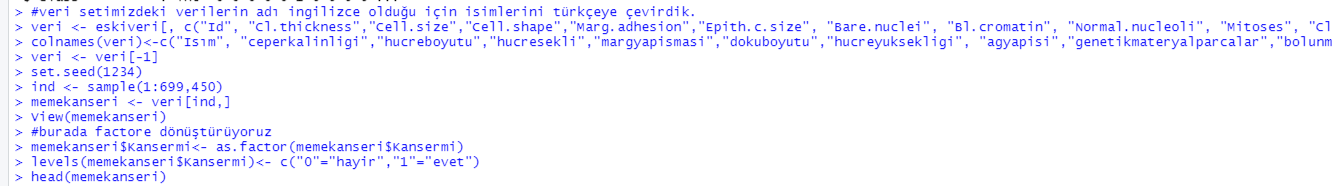 > #veri setimizdeki verilerin adı ingilizce olduğu için isimlerini türkçeye çevirdik.
> veri <- eskiveri[, c("Id", "Cl.thickness","Cell.size","Cell.shape","Marg.adhesion","Epith.c.size", "Bare.nuclei", "Bl.cromatin", "Normal.nucleoli", "Mitoses", "Cl
> colnames(veri)<-c("Isım", "ceperkalinligi","hucreboyutu","hucresekli","margyapismasi","dokuboyutu","hucreyuksekligi", "agyapisi","genetikmateryalparcalar","bolunm
> veri <- veri[-1]
> set.seed(1234)
> ind <- sample(1:699,450)
> memekanseri <- veri[ind,]
> View(memekanseri)
> #burada factore dönüştürüyoruz
> memekanseri$Kansermi<- as.factor(memekanseri$Kansermi)
> levels(memekanseri$Kansermi)<- c("0"="hayir","1"="evet")
> head(memekanseri)